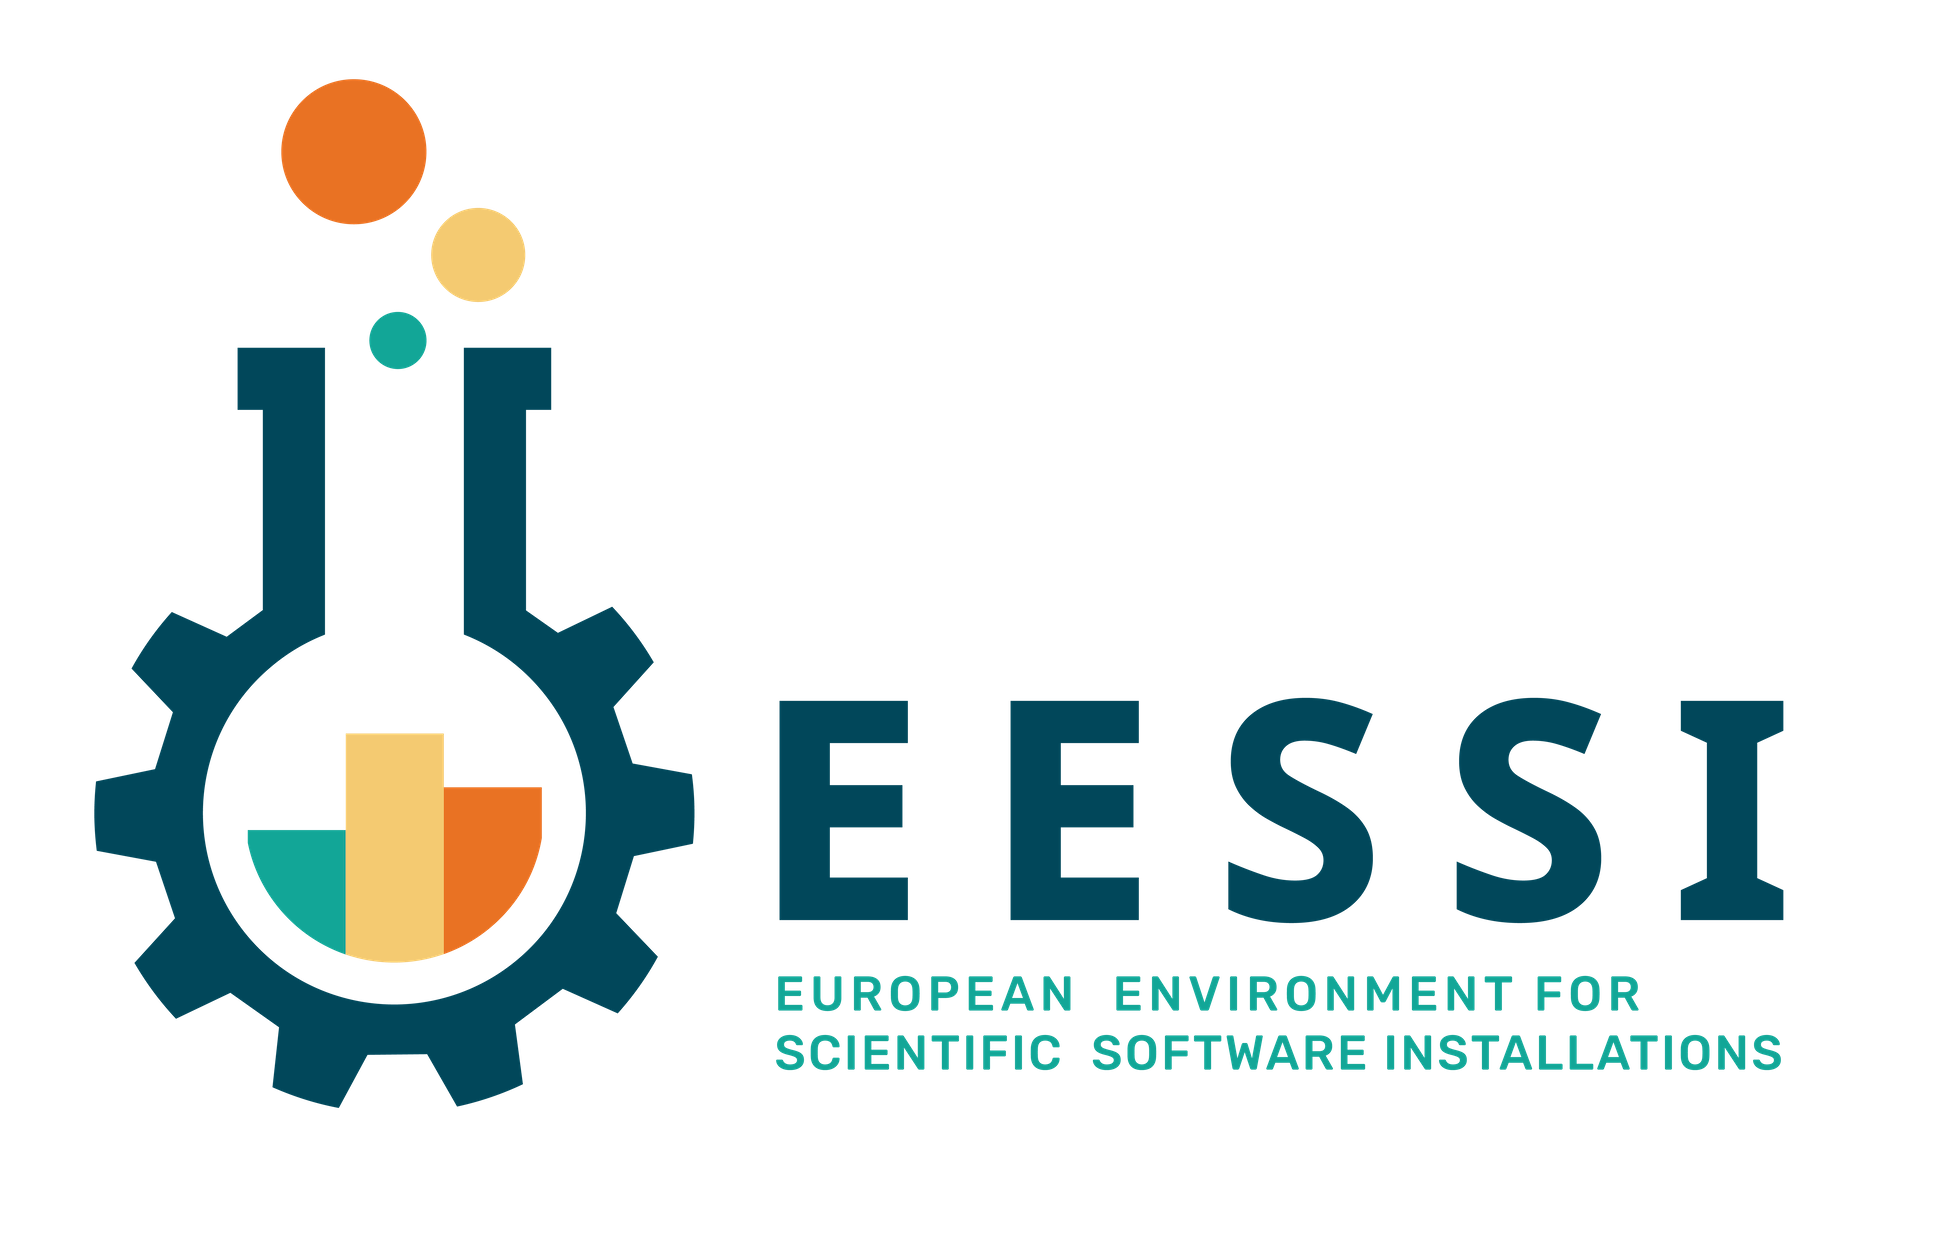 EESSI
EUROPEAN ENVIRONMENT FOR
SCIENTIFIC SOFTWARE INSTALLATIONS